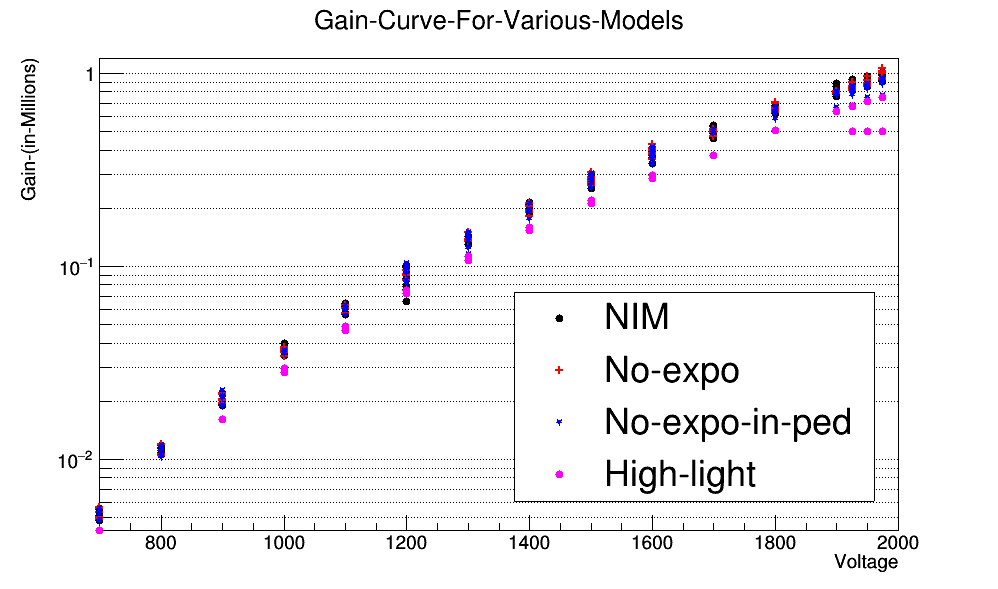 Gain-Curve-For-Various-Models
Gain-(in-Millions)
1
10⁻¹
10⁻²
NIM
No-expo
No-expo-in-ped
High-light
800 1000 1200 1400 1600 1800 2000
Voltage